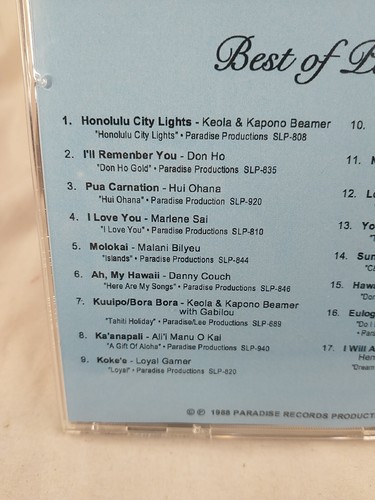 Best of
1. Honolulu City Lights - Keola & Kapono Beamer
"Honolulu City Lights" • Paradise Productions SLP-808
2. I'll Remenber You - Don Ho
"Don Ho Gold" • Paradise Productions SLP-835
3. Pua Carnation - Hui Ohana
"Hui Ohana" • Paradise Production SLP-920
4. I Love You - Marlene Sai
"I Love You" • Paradise Productions SLP-810
5. Molokai - Malani Bilyeu
"Islands" • Paradise Productions SLP-844
6. Ah, My Hawaii - Danny Couch
"Here Are My Songs" • Paradise Productions SLP-846
7. Kuuipo/Bora Bora - Keola & Kapono Beamer
with Gabilou
"Tahiti Holiday" • Paradise/Lee Productions SLP-889
8. Ka'anapali - Ali'i Manu O Kai
"A Gift Of Aloha" • Paradise Productions SLP-940
9. Koke'e - Loyal Garner
"Loyal" • Paradise Productions SLP-820
10.
11.
12.
13. Yo
14. Sun
15. Hawa
16. Eulog
17. I Will A
© ℗ 1988 PARADISE RECORDS PRODUCT